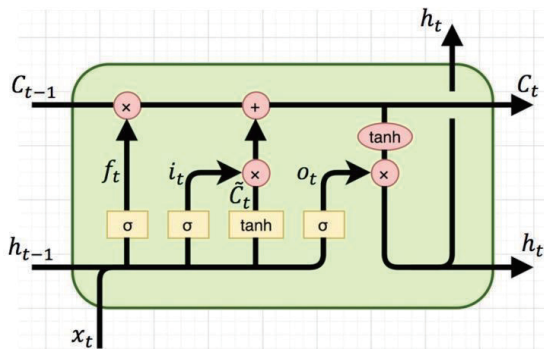 h_t
C_{t-1}
C_t
×
+
tanh
f_t
i_t
×
o_t
×
C̃_t
σ
σ
tanh
σ
h_{t-1}
h_t
x_t